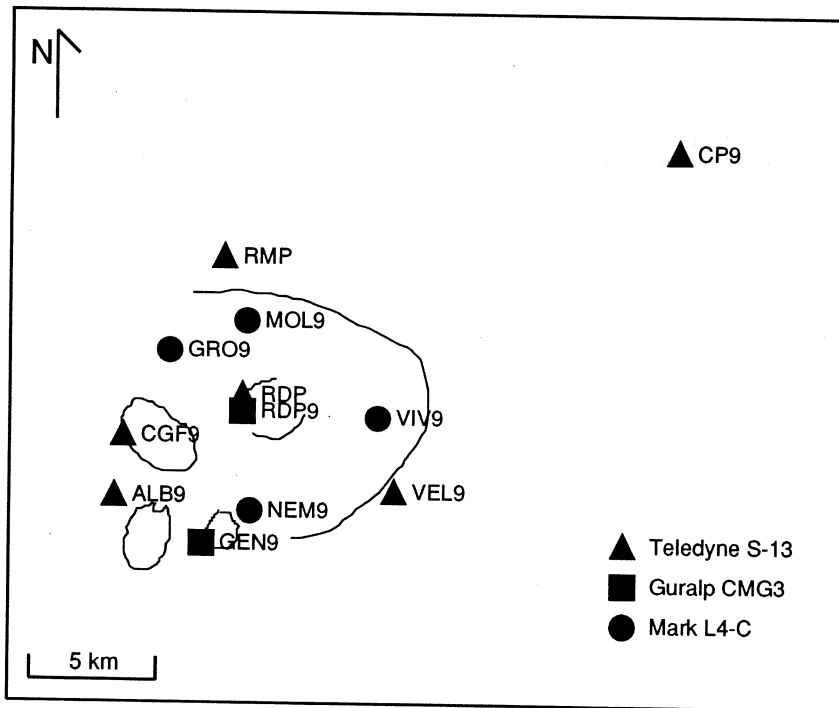 N
CP9
RMP
MOL9
GRO9
RDP
RDP9
VIV9
CGF9
ALB9
VEL9
NEM9
GEN9
Teledyne S-13
Guralp CMG3
Mark L4-C
5 km